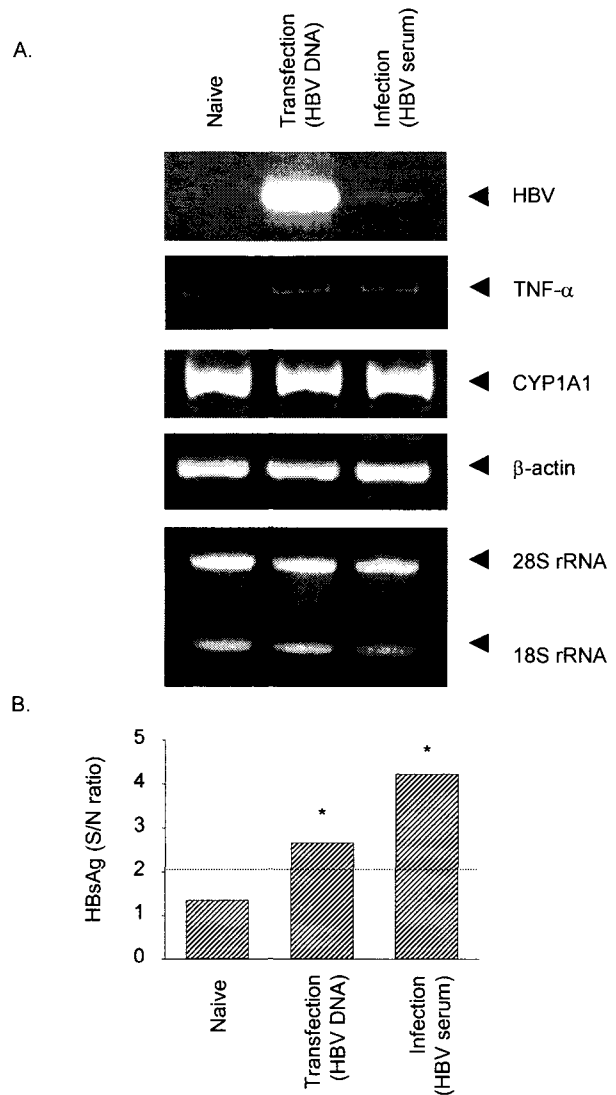 A.
Naive
Transfection
(HBV DNA)
Infection
(HBV serum)
HBV
TNF-α
CYP1A1
β-actin
28S rRNA
18S rRNA
B.
HBsAg (S/N ratio)
5
4
3
2
1
0
*
*
Naive
Transfection
(HBV DNA)
Infection
(HBV serum)